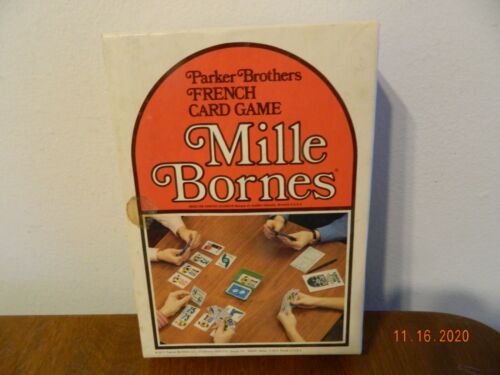 Parker Brothers
FRENCH
CARD GAME
Mille
Bornes®
11.16.2020